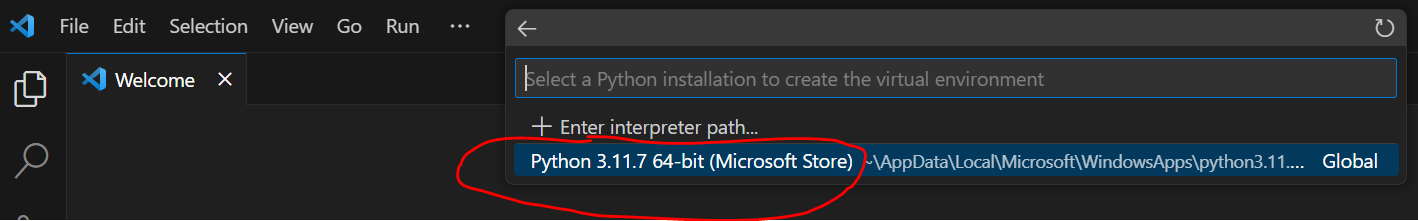 File Edit Selection View Go Run ...
Welcome
Select a Python installation to create the virtual environment
Enter interpreter path...
Python 3.11.7 64-bit (Microsoft Store) ~\AppData\Local\Microsoft\WindowsApps\python3.11.... Global